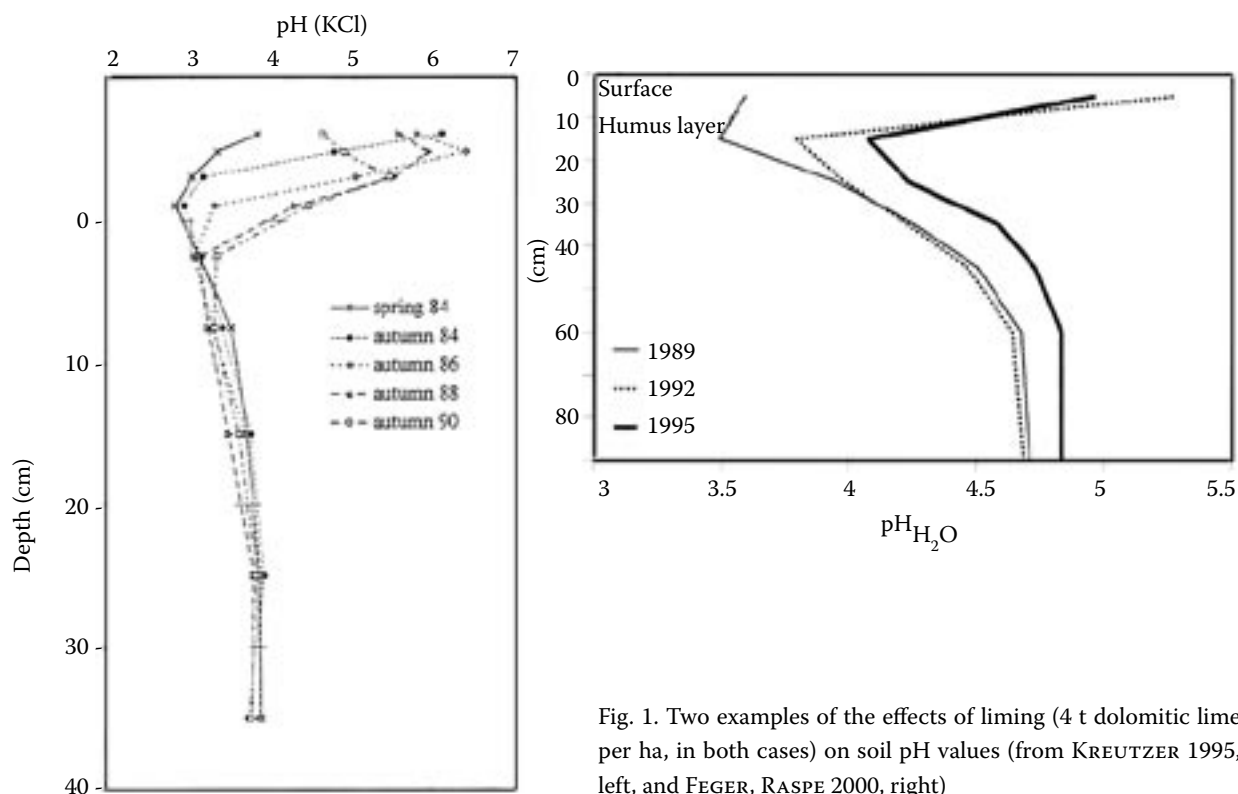 pH (KCl)
2 3 4 5 6 7
0 -
10 -
20 -
30 -
40 -
Depth (cm)
spring 84
autumn 84
autumn 86
autumn 88
autumn 90
0
10
20
30
40
60
80
(cm)
Surface
Humus layer
1989
1992
1995
3 3.5 4 4.5 5 5.5
pH H2O
Fig. 1. Two examples of the effects of liming (4 t dolomitic lime
per ha, in both cases) on soil pH values (from KREUTZER 1995,
left, and FEGER, RASPE 2000, right)